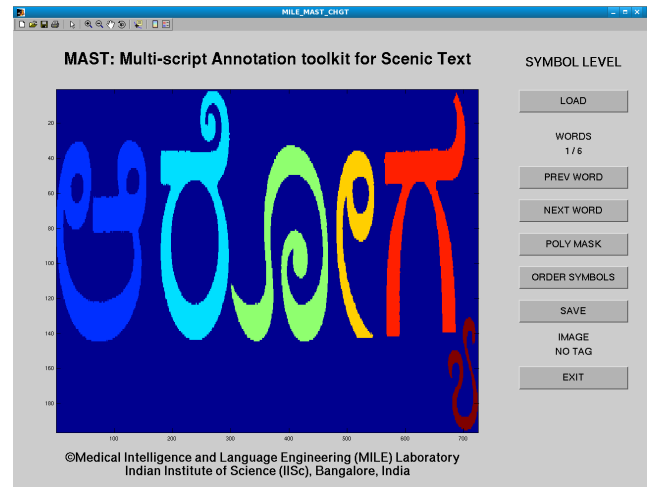 MILE_MAST_CHGT
MAST: Multi-script Annotation toolkit for Scenic Text
SYMBOL LEVEL
ಆರೋಗ್ಯ
20
40
60
80
100
120
140
160
180
100 200 300 400 500 600 700
LOAD
WORDS
1 / 6
PREV WORD
NEXT WORD
POLY MASK
ORDER SYMBOLS
SAVE
IMAGE
NO TAG
EXIT
©Medical Intelligence and Language Engineering (MILE) Laboratory
Indian Institute of Science (IISc), Bangalore, India